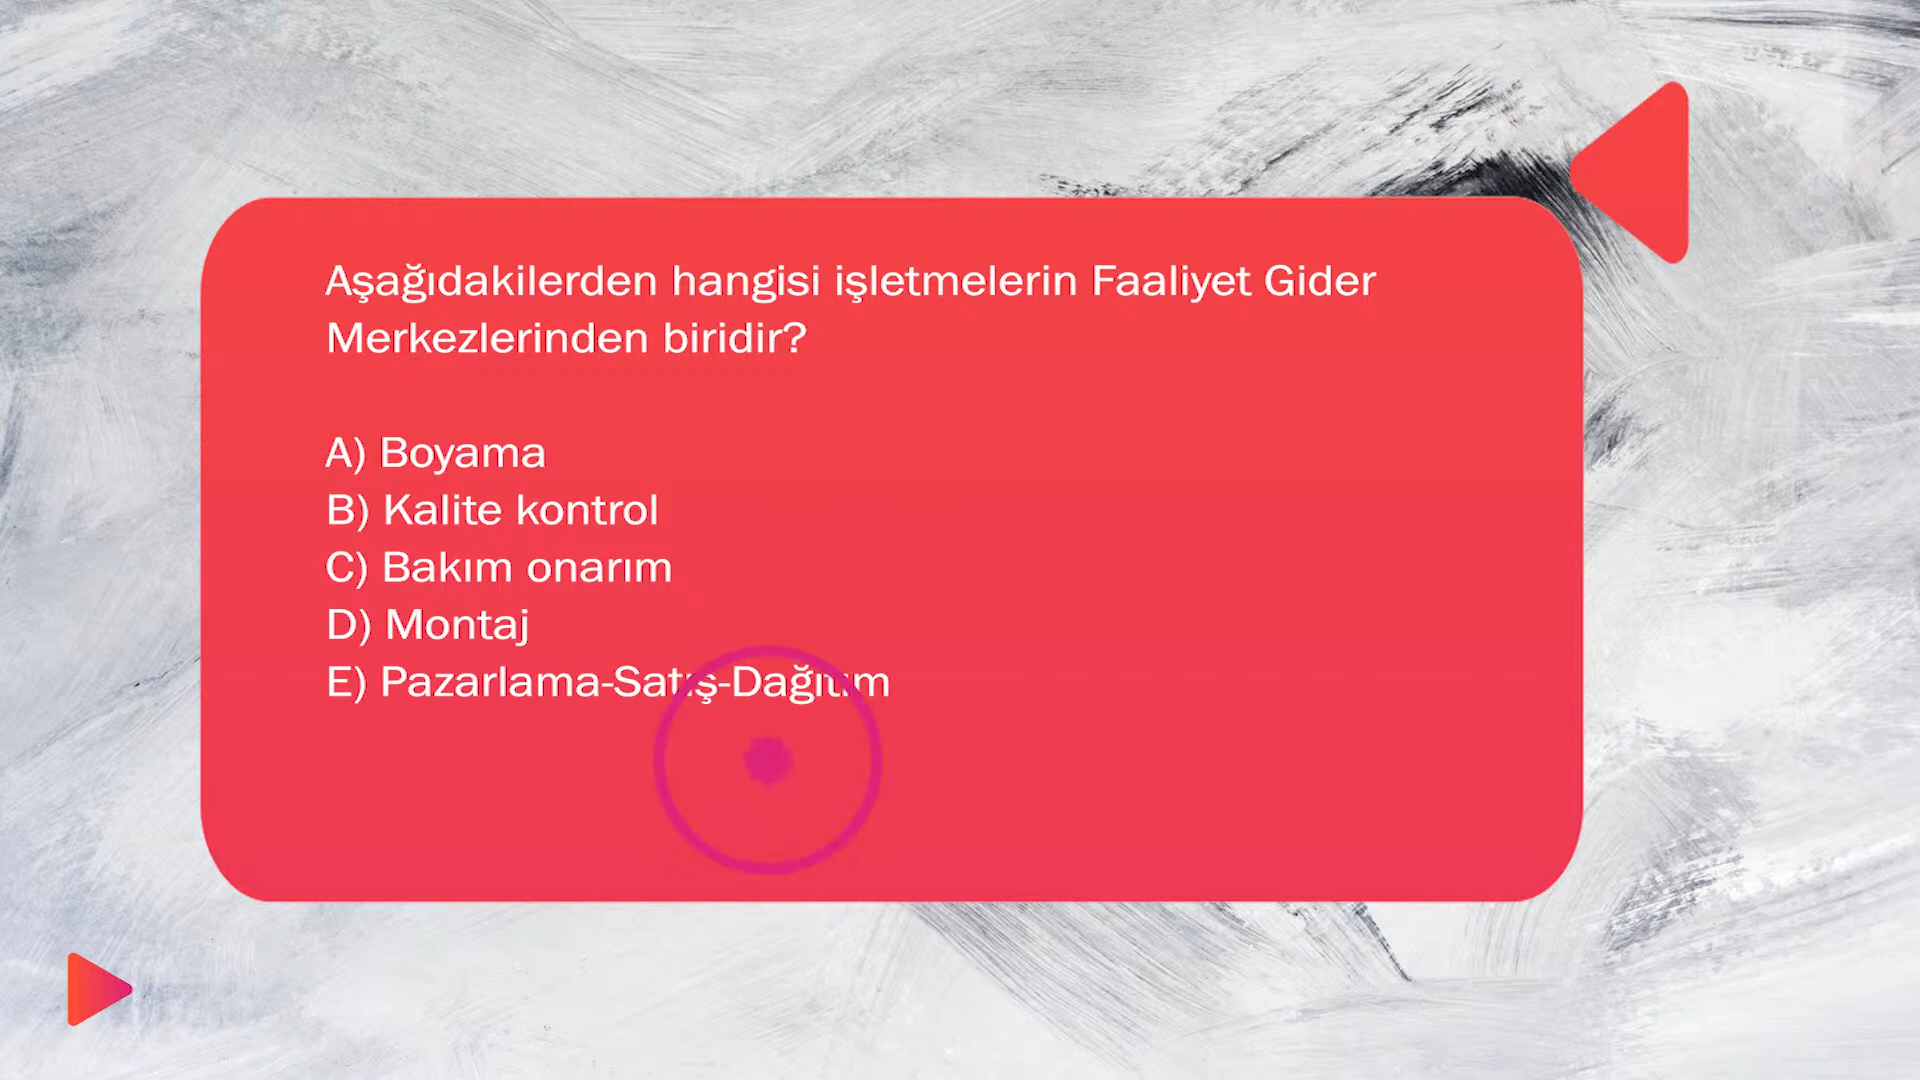 Aşağıdakilerden hangisi işletmelerin Faaliyet Gider
Merkezlerinden biridir?
A) Boyama
B) Kalite kontrol
C) Bakım onarım
D) Montaj
E) Pazarlama-Satış-Dağıtım